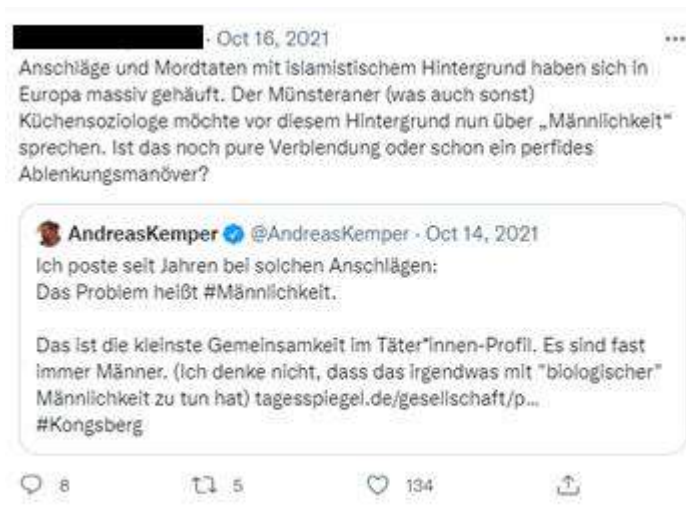 · Oct 16, 2021
Anschläge und Mordtaten mit islamistischem Hintergrund haben sich in
Europa massiv gehäuft. Der Münsteraner (was auch sonst)
Küchensoziologe möchte vor diesem Hintergrund nun über „Männlichkeit“
sprechen. Ist das noch pure Verblendung oder schon ein perfides
Ablenkungsmanöver?
AndreasKemper @AndreasKemper · Oct 14, 2021
Ich poste seit Jahren bei solchen Anschlägen:
Das Problem heißt #Männlichkeit.
Das ist die kleinste Gemeinsamkeit im Täter*innen-Profil. Es sind fast
immer Männer. (Ich denke nicht, dass das irgendwas mit "biologischer"
Männlichkeit zu tun hat) tagesspiegel.de/gesellschaft/p...
#Kongsberg
8 5 134